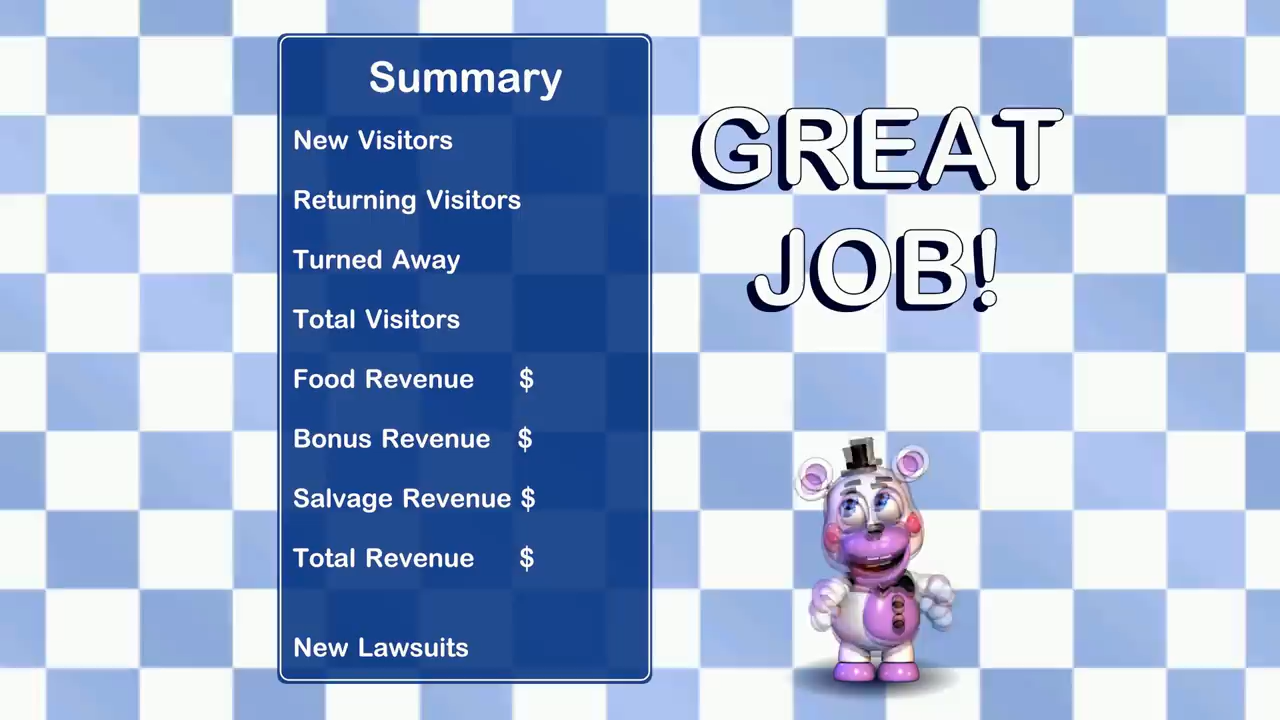 Summary
New Visitors
Returning Visitors
Turned Away
Total Visitors
Food Revenue $
Bonus Revenue $
Salvage Revenue $
Total Revenue $
New Lawsuits
GREAT
JOB!